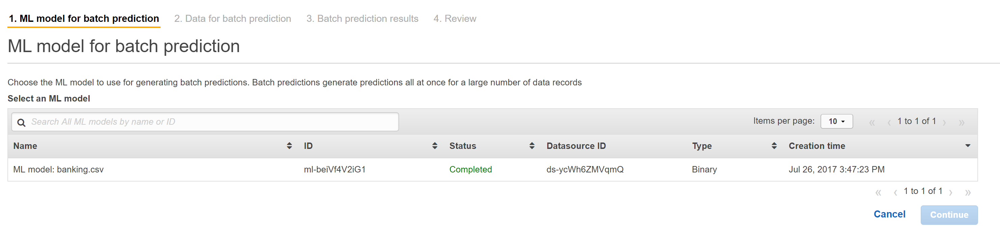 1. ML model for batch prediction 2. Data for batch prediction 3. Batch prediction results 4. Review
ML model for batch prediction
Choose the ML model to use for generating batch predictions. Batch predictions generate predictions all at once for a large number of data records
Select an ML model
Search All ML models by name or ID Items per page: 10 « ‹ 1 to 1 of 1 › »
Name ID Status Datasource ID Type Creation time
ML model: banking.csv ml-beiVf4V2iG1 Completed ds-ycWh6ZMVqmQ Binary Jul 26, 2017 3:47:23 PM
« ‹ 1 to 1 of 1 › »
Cancel Continue